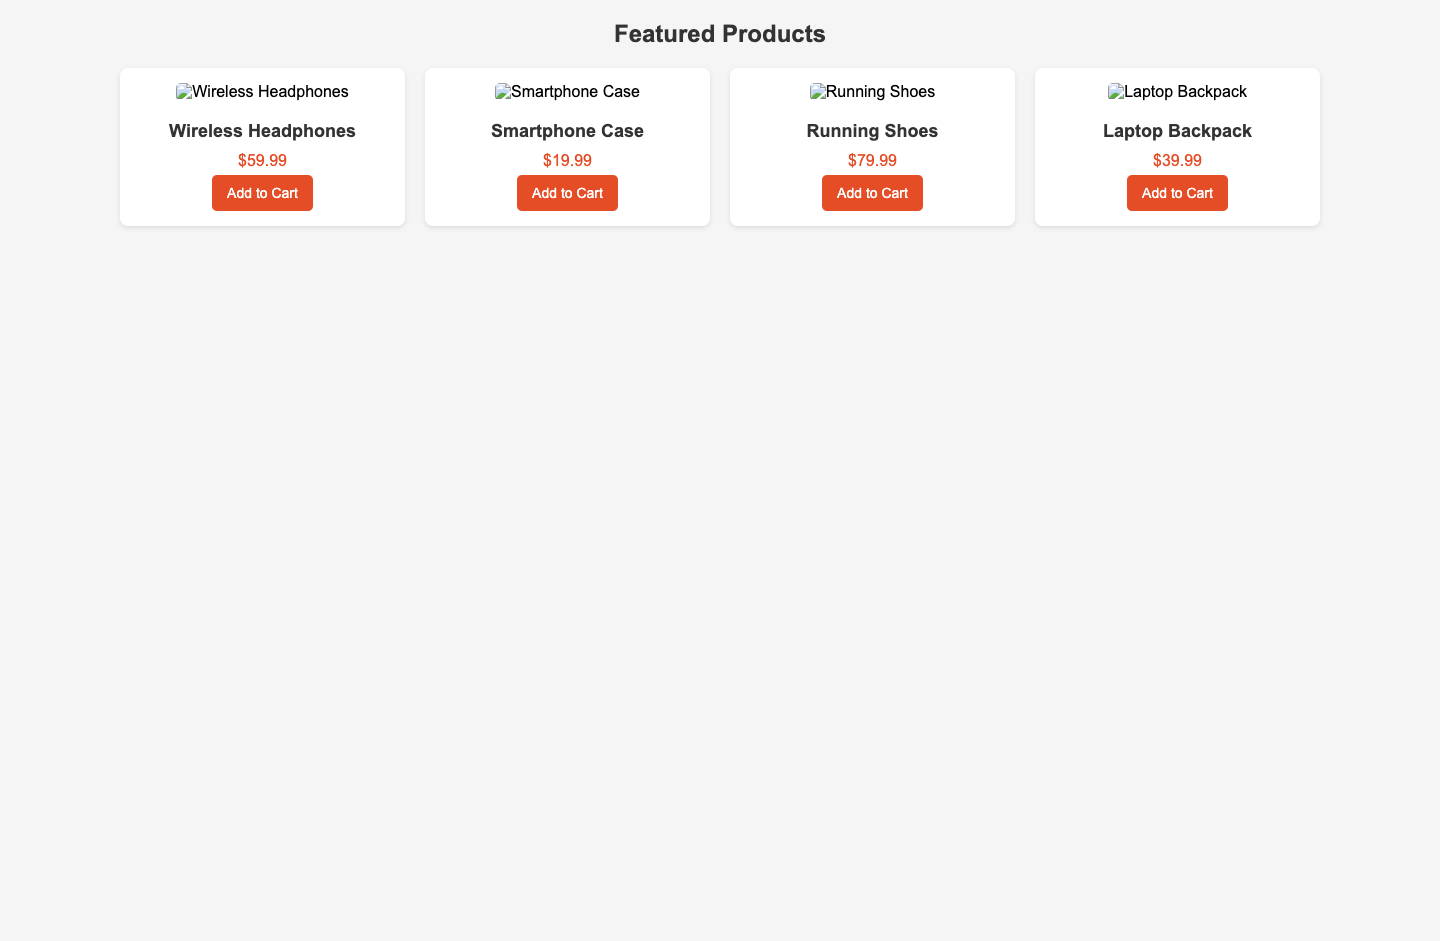 Featured Products
Wireless Headphones
Wireless Headphones
$59.99
Add to Cart
Smartphone Case
Smartphone Case
$19.99
Add to Cart
Running Shoes
Running Shoes
$79.99
Add to Cart
Laptop Backpack
Laptop Backpack
$39.99
Add to Cart